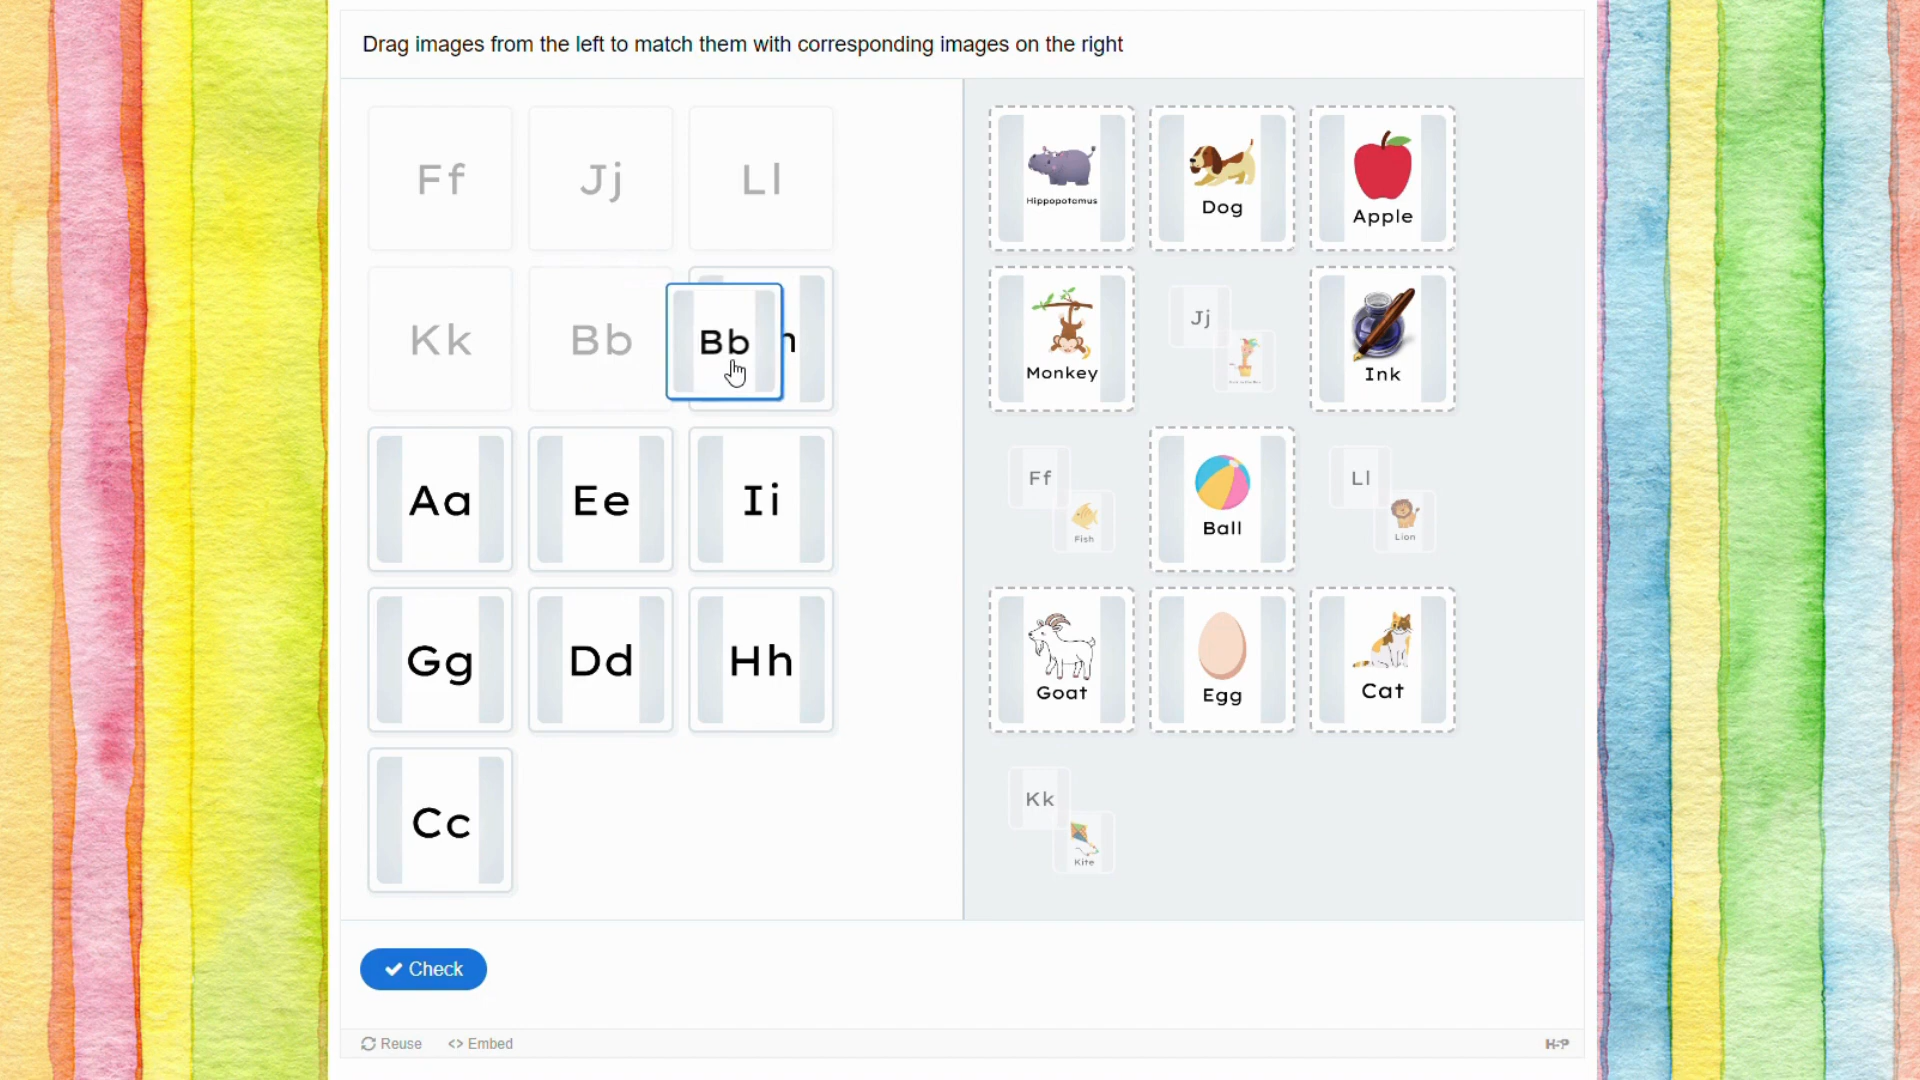 Drag images from the left to match them with corresponding images on the right
Ff Jj Ll
Kk Bb Bb
Aa Ee Ii
Gg Dd Hh
Cc
Hippopotamus Dog Apple
Monkey Jj Ink
Ff Fish Ball Ll Lion
Goat Egg Cat
Kk Kite
Check
Reuse Embed
H-P